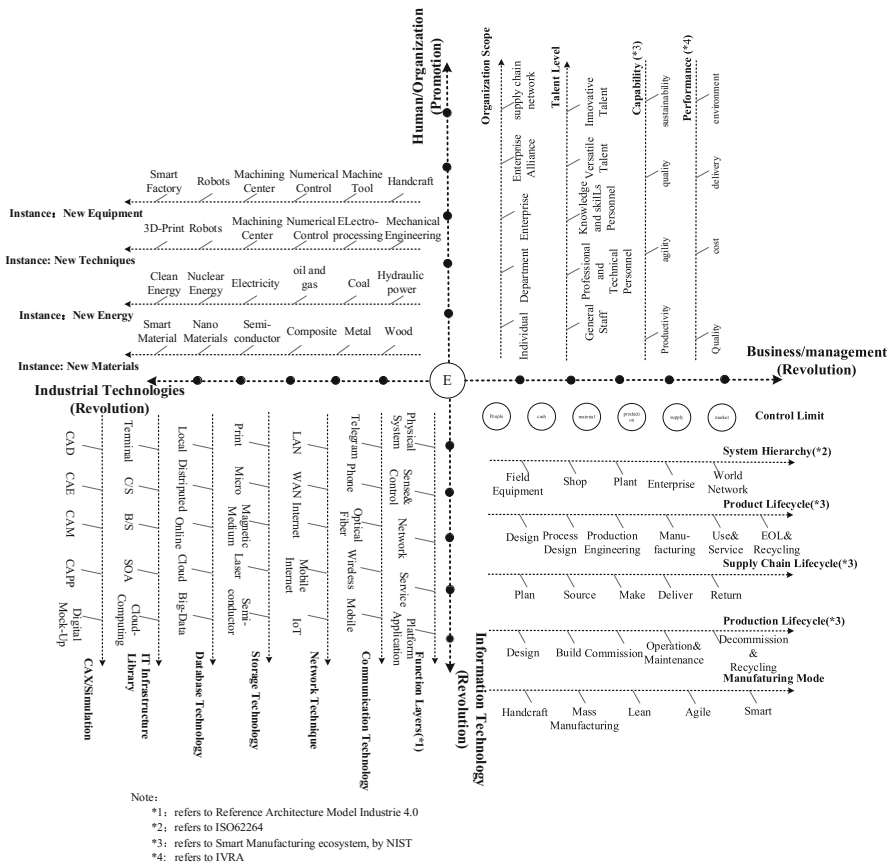 Human/Organization
(Promotion)
Organization Scope
Individual
Department
Enterprise
Enterprise
Alliance
supply chain
network
Talent Level
General
Staff
Professional
and
Technical
Personnel
Knowledge
and skilLs
Personnel
Versatile
Talent
Innovative
Talent
Capability (*3)
Productivity
agility
quality
sustainability
Performance (*4)
Quality
cost
delivery
environment
Smart
Factory
Robots
Machining
Center
Numerical
Control
Machine
Tool
Handcraft
Instance：New Equipment
3D-Print
Robots
Machining
Center
Numerical
Control
ELectro-
processing
Mechanical
Engineering
Instance: New Techniques
Clean
Energy
Nuclear
Energy
Electricity
oil and
gas
Coal
Hydraulic
power
Instance：New Energy
Smart
Material
Nano
Materials
Semi-
conductor
Composite
Metal
Wood
Instance: New Materials
Industrial Technologies
(Revolution)
E
Business/management
(Revolution)
People
cash
material
producti
on
supply
market
Control Limit
System Hierarchy(*2)
Field
Equipment
Shop
Plant
Enterprise
World
Network
Product Lifecycle(*3)
Design
Process
Design
Production
Engineering
Manu-
facturing
Use&
Service
EOL&
Recycling
Supply Chain Lifecycle(*3)
Plan
Source
Make
Deliver
Return
Production Lifecycle(*3)
Design
Build
Commission
Operation&
Maintenance
Decommission
&
Recycling
Manufaturing Mode
Handcraft
Mass
Manufacturing
Lean
Agile
Smart
CAD
CAE
CAM
CAPP
Digital
Mock-Up
CAX/Simulation
Terminal
C/S
B/S
SOA
Cloud-
Computing
IT Infrastructure
Library
Local
Distriputed
Online
Cloud
Big-Data
Database Technology
Print
Micro
Magnetic
Medium
Laser
Semi-
conductor
Storage Technology
LAN
WAN
Internet
Mobile
Internet
IoT
Network Technique
Telegram
Phone
Optical
Fiber
Wireless
Mobile
Communication Technology
Physical
System
Sense&
Control
Network
Service
Platform
Application
Function Layers(*1)
Information Technology
(Revolution)
Note：
*1：refers to Reference Architecture Model Industrie 4.0
*2：refers to ISO62264
*3：refers to Smart Manufacturing ecosystem, by NIST
*4：refers to IVRA